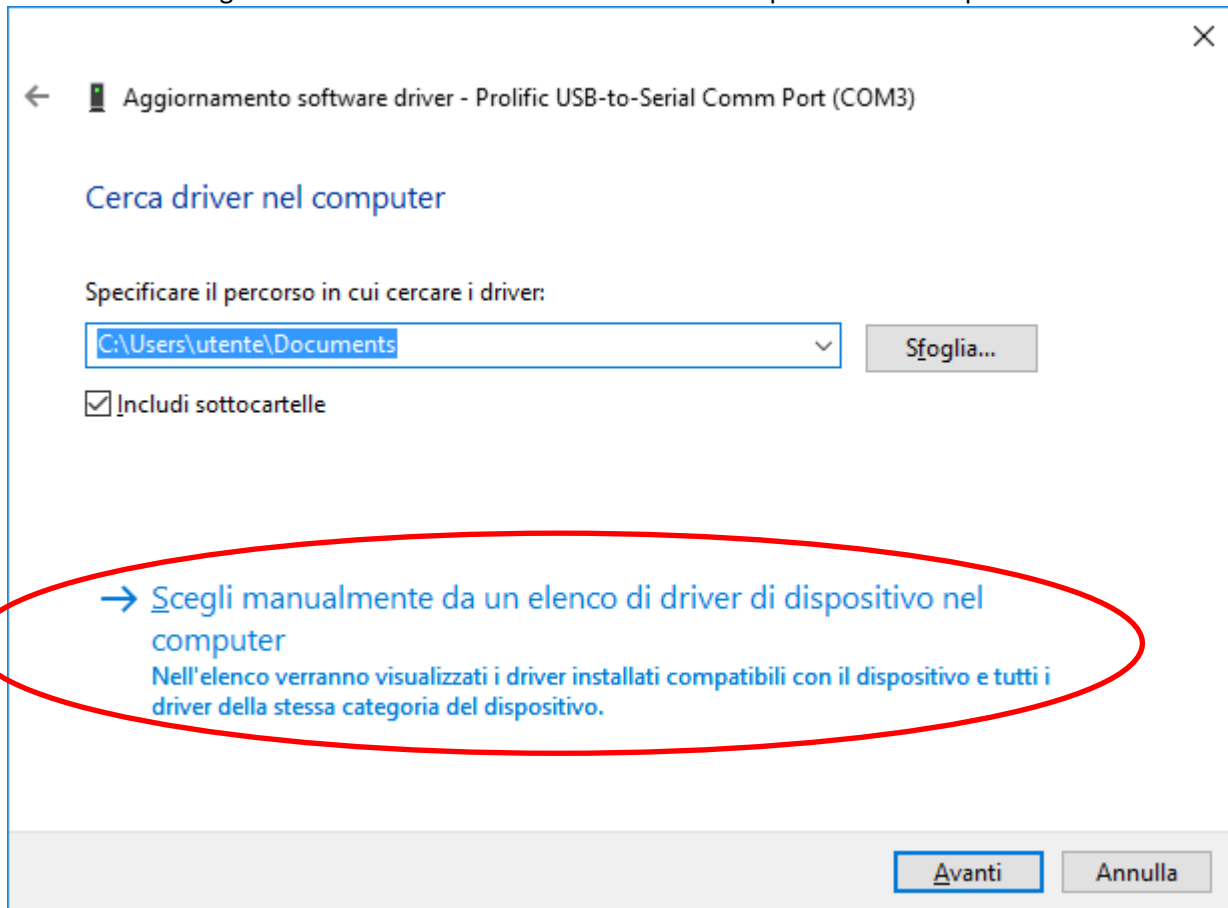 Aggiornamento software driver - Prolific USB-to-Serial Comm Port (COM3)
Cerca driver nel computer
Specificare il percorso in cui cercare i driver:
C:\Users\utente\Documents
Sfoglia...
Includi sottocartelle
Scegli manualmente da un elenco di driver di dispositivo nel
computer
Nell'elenco verranno visualizzati i driver installati compatibili con il dispositivo e tutti i
driver della stessa categoria del dispositivo.
Avanti
Annulla